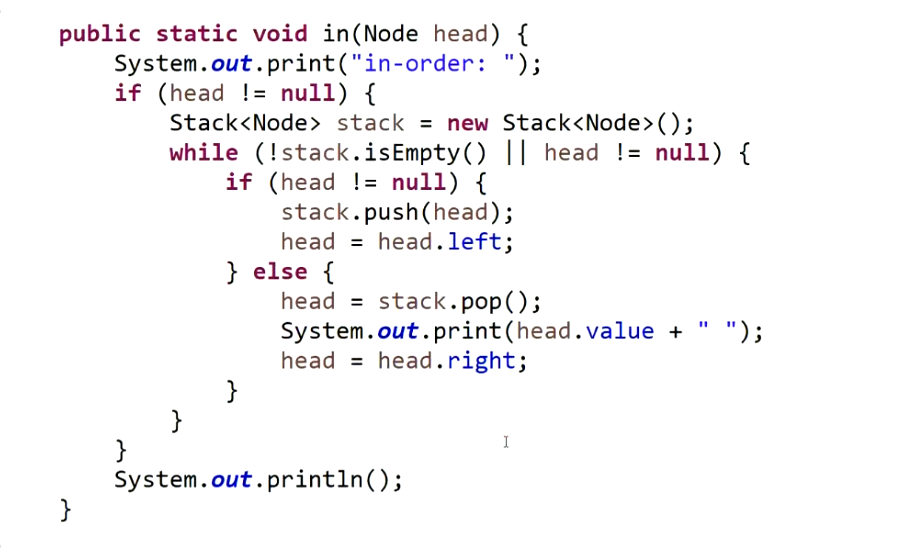 public static void in(Node head) {
    System.out.print("in-order: ");
    if (head != null) {
        Stack<Node> stack = new Stack<Node>();
        while (!stack.isEmpty() || head != null) {
            if (head != null) {
                stack.push(head);
                head = head.left;
            } else {
                head = stack.pop();
                System.out.print(head.value + " ");
                head = head.right;
            }
        }
    }
    System.out.println();
}